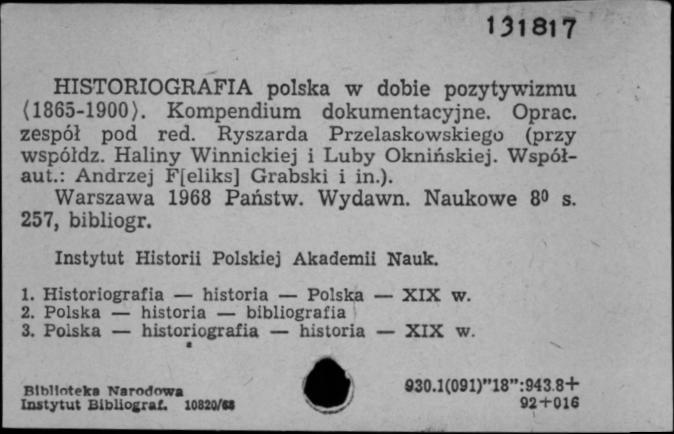 131817
HISTORIOGRAFIA polska w dobie pozytywizmu
(1865-1900). Kompendium dokumentacyjne. Oprac.
zespół pod red. Ryszarda Przelaskowskiego (przy
współdz. Haliny Winnickiej i Luby Oknińskiej. Współ-
aut.: Andrzej F[eliks] Grabski i in.).
Warszawa 1968 Państw. Wydawn. Naukowe 8⁰ s.
257, bibliogr.
Instytut Historii Polskiej Akademii Nauk.
1. Historiografia — historia — Polska — XIX w.
2. Polska — historia — bibliografia
3. Polska — historiografia — historia — XIX w.
Biblioteka Narodowa
Instytut Bibliograf. 10820/68
930.1(091)"18":943.8+
92+016